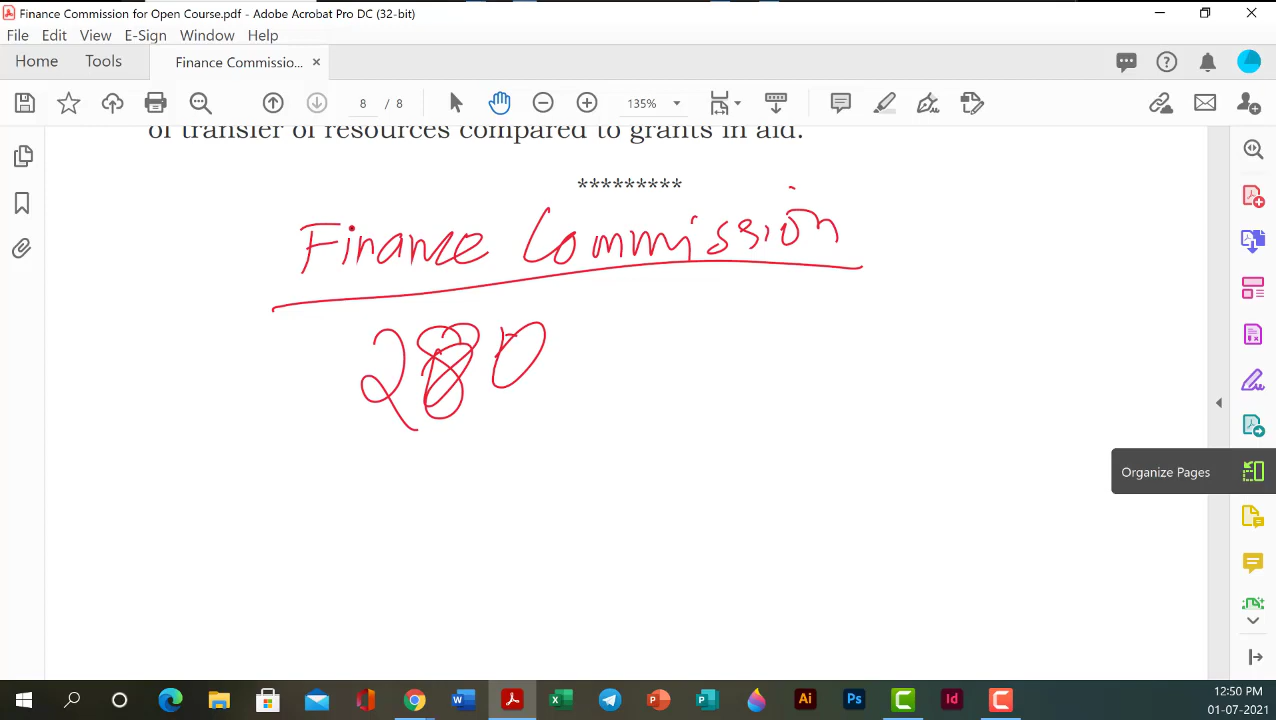 Finance Commission for Open Course.pdf - Adobe Acrobat Pro DC (32-bit)
File Edit View E-Sign Window Help
Home Tools Finance Commissio... ×
8 / 8 135%
of transfer of resources compared to grants in aid.
*********
Finance Commission
280
Organize Pages
12:50 PM
01-07-2021